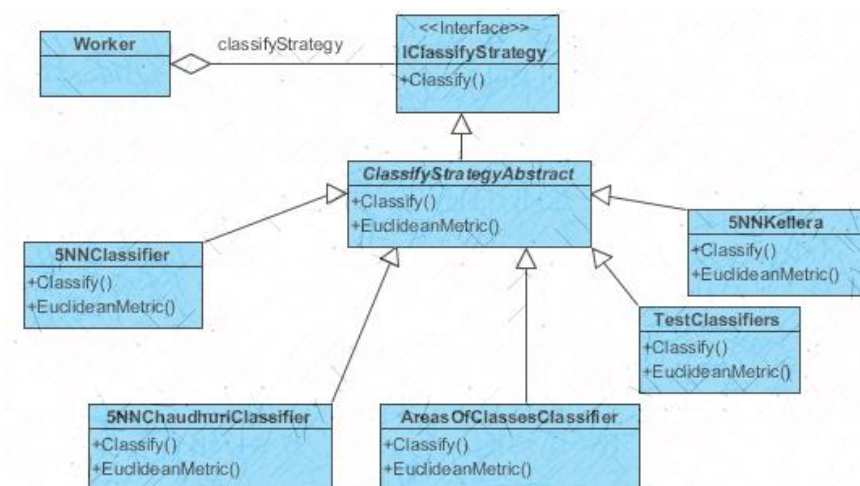 <<Interface>>
Worker
classifyStrategy
IClassifyStrategy
+Classify()
ClassifyStrategyAbstract
+Classify()
+EuclideanMetric()
5NNKellera
+Classify()
+EuclideanMetric()
5NNClassifier
+Classify()
+EuclideanMetric()
TestClassifiers
+Classify()
+EuclideanMetric()
5NNChaudhuriClassifier
+Classify()
+EuclideanMetric()
AreasOfClassesClassifier
+Classify()
+EuclideanMetric()